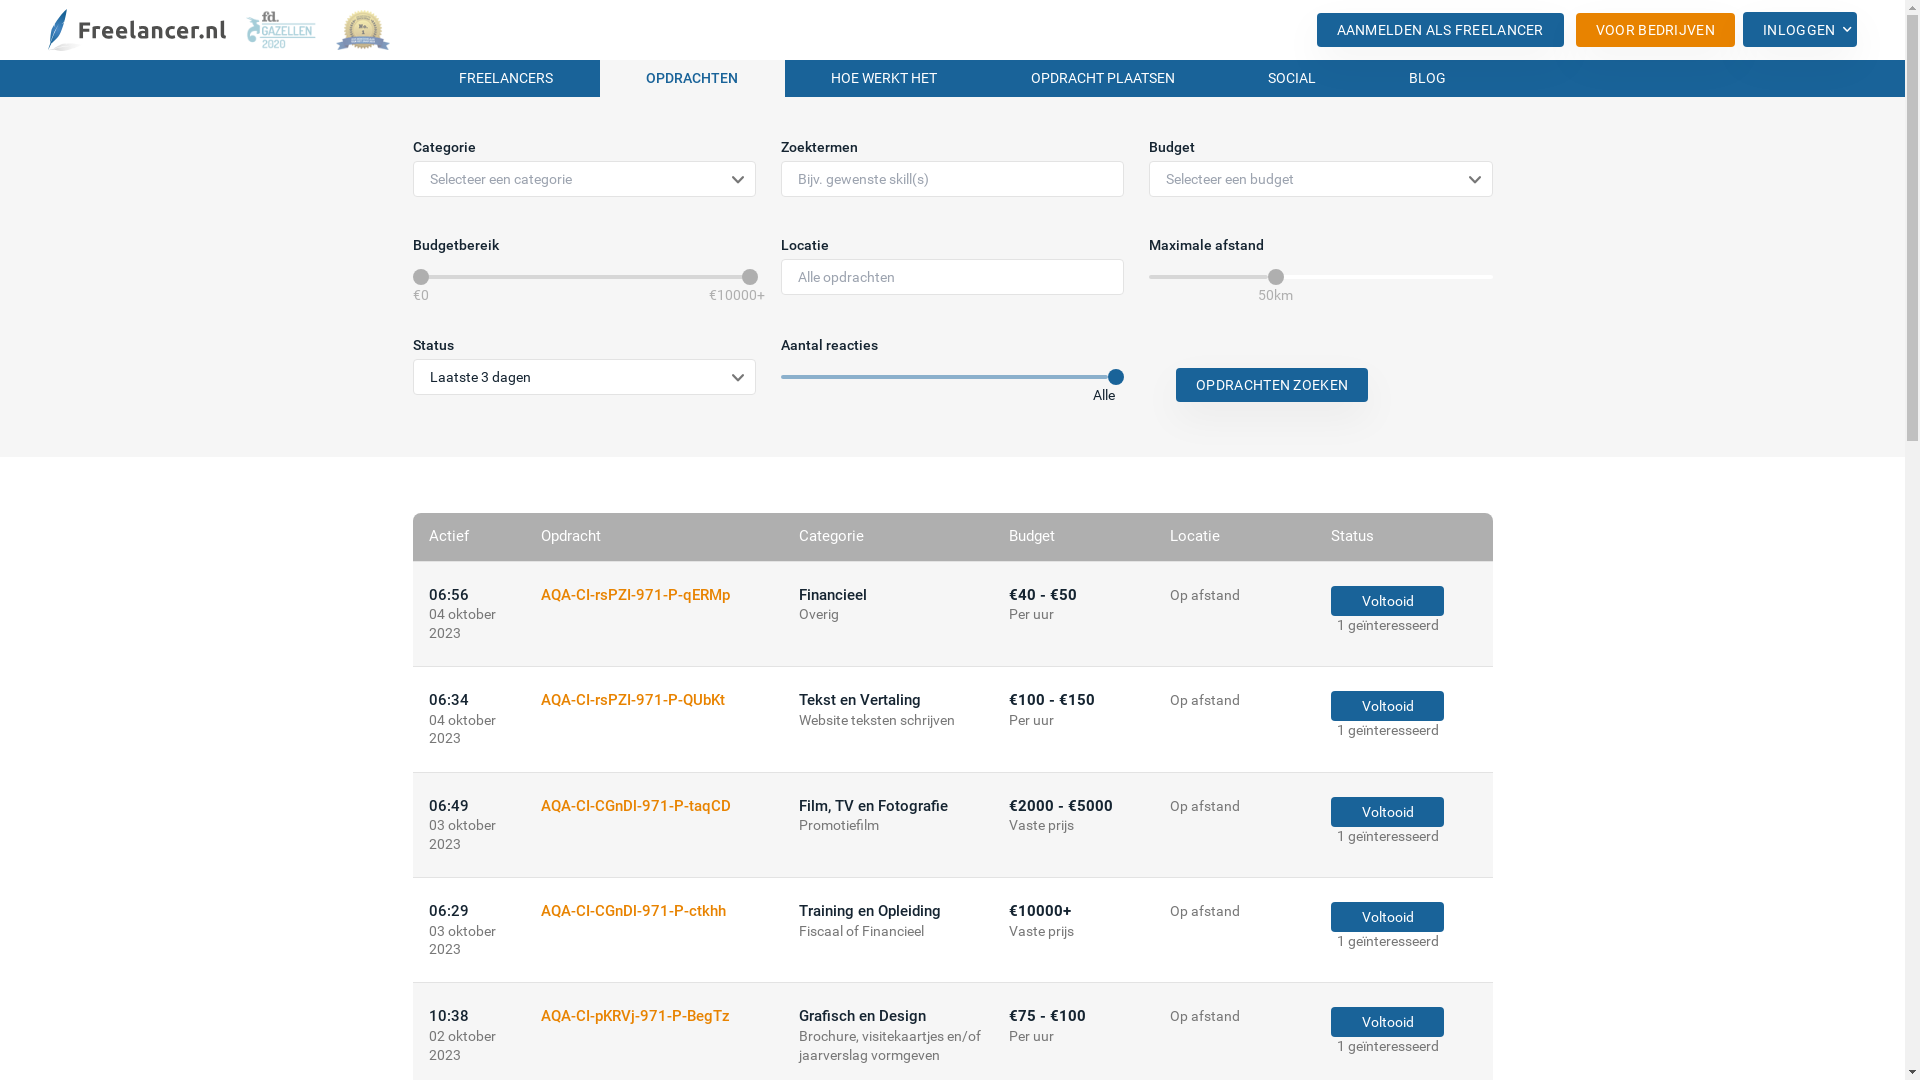 Freelancer.nl
fd.
GAZELLEN
2020
AANMELDEN ALS FREELANCER
VOOR BEDRIJVEN
INLOGGEN
FREELANCERS
OPDRACHTEN
HOE WERKT HET
OPDRACHT PLAATSEN
SOCIAL
BLOG
Categorie
Zoektermen
Budget
Selecteer een categorie
Bijv. gewenste skill(s)
Selecteer een budget
Budgetbereik
Locatie
Maximale afstand
Alle opdrachten
€0
€10000+
50km
Status
Aantal reacties
Laatste 3 dagen
Alle
OPDRACHTEN ZOEKEN
Actief
Opdracht
Categorie
Budget
Locatie
Status
06:56
04 oktober
2023
AQA-CI-rsPZI-971-P-qERMp
Financieel
Overig
€40 - €50
Per uur
Op afstand
Voltooid
1 geïnteresseerd
06:34
04 oktober
2023
AQA-CI-rsPZI-971-P-QUbKt
Tekst en Vertaling
Website teksten schrijven
€100 - €150
Per uur
Op afstand
Voltooid
1 geïnteresseerd
06:49
03 oktober
2023
AQA-CI-CGnDl-971-P-taqCD
Film, TV en Fotografie
Promotiefilm
€2000 - €5000
Vaste prijs
Op afstand
Voltooid
1 geïnteresseerd
06:29
03 oktober
2023
AQA-CI-CGnDl-971-P-ctkhh
Training en Opleiding
Fiscaal of Financieel
€10000+
Vaste prijs
Op afstand
Voltooid
1 geïnteresseerd
10:38
02 oktober
2023
AQA-CI-pKRVj-971-P-BegTz
Grafisch en Design
Brochure, visitekaartjes en/of
jaarverslag vormgeven
€75 - €100
Per uur
Op afstand
Voltooid
1 geïnteresseerd